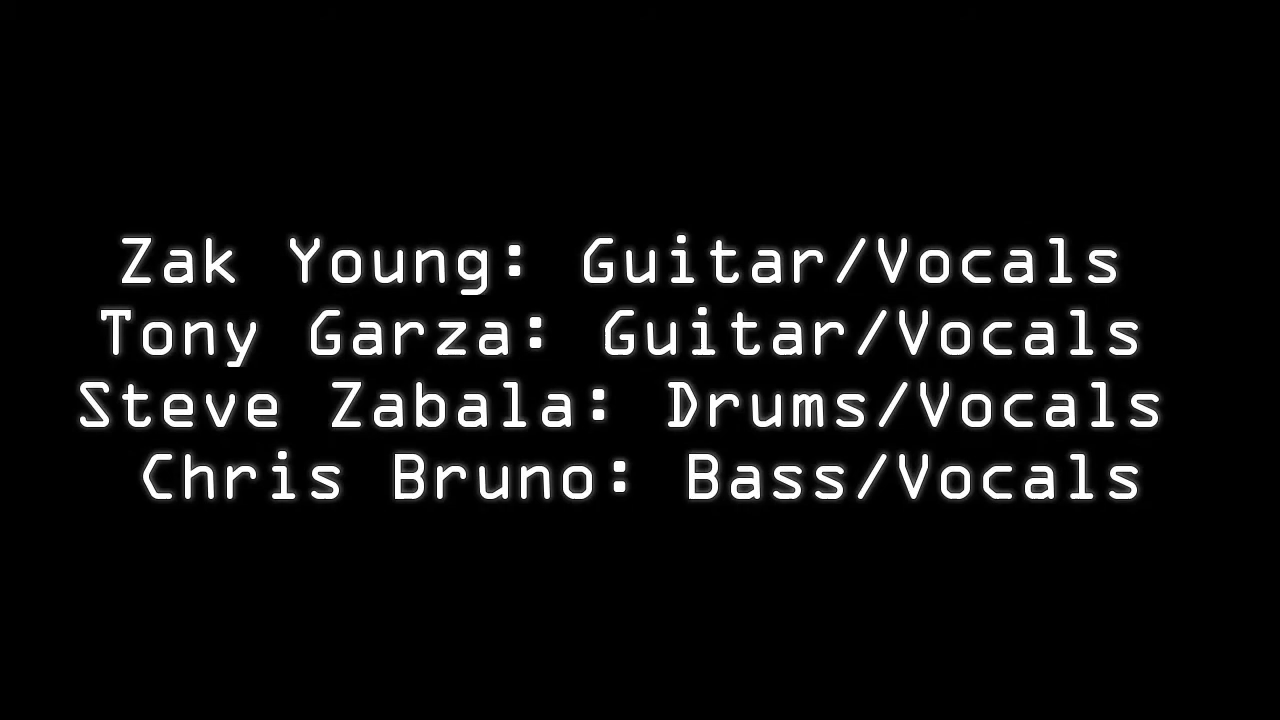 Zak Young: Guitar/Vocals
Tony Garza: Guitar/Vocals
Steve Zabala: Drums/Vocals
Chris Bruno: Bass/Vocals